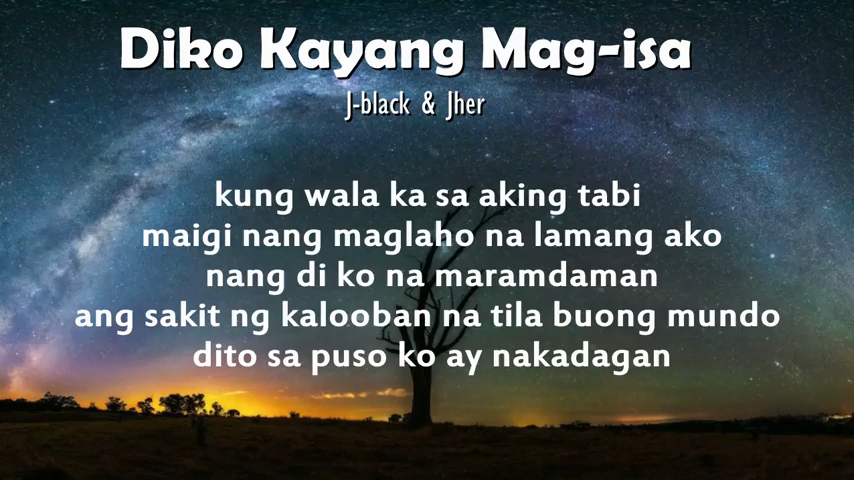 Diko Kayang Mag-isa
J-black & Jher
kung wala ka sa aking tabi
maigi nang maglaho na lamang ako
nang di ko na maramdaman
ang sakit ng kalooban na tila buong mundo
dito sa puso ko ay nakadagan